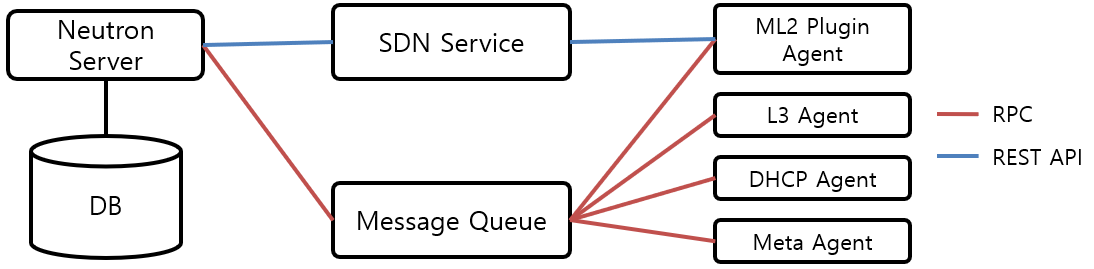 Neutron
Server
SDN Service
ML2 Plugin
Agent
L3 Agent
RPC
REST API
DHCP Agent
DB
Message Queue
Meta Agent